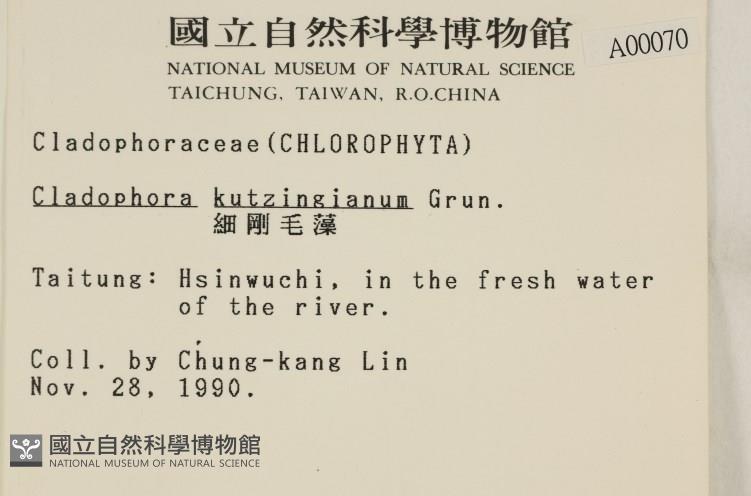 國立自然科學博物館
A00070
NATIONAL MUSEUM OF NATURAL SCIENCE
TAICHUNG, TAIWAN, R.O.CHINA
Cladophoraceae(CHLOROPHYTA)
Cladophora kutzingianum Grun.
細剛毛藻
Taitung: Hsinwuchi, in the fresh water
of the river.
Coll. by Chung-kang Lin
Nov. 28, 1990.
國立自然科學博物館
NATIONAL MUSEUM OF NATURAL SCIENCE